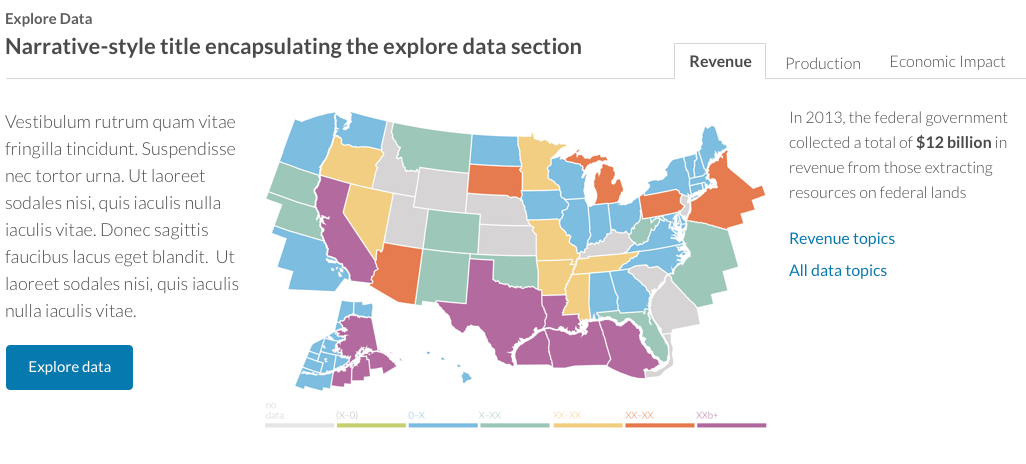 Explore Data
Narrative-style title encapsulating the explore data section
Revenue
Production
Economic Impact
Vestibulum rutrum quam vitae
fringilla tincidunt. Suspendisse
nec tortor urna. Ut laoreet
sodales nisi, quis iaculis nulla
iaculis vitae. Donec sagittis
faucibus lacus eget blandit.  Ut
laoreet sodales nisi, quis iaculis
nulla iaculis vitae.
Explore data
In 2013, the federal government
collected a total of $12 billion in
revenue from those extracting
resources on federal lands
Revenue topics
All data topics
no
data
(X–0)
0–X
X–XX
XX–XX
XX–XX
XXb+